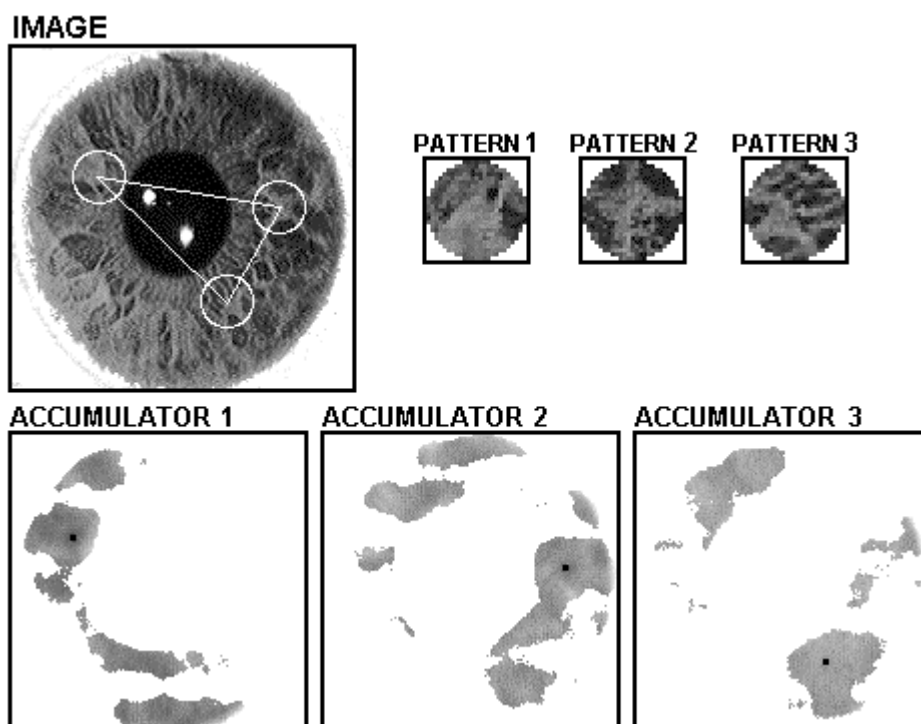 IMAGE
PATTERN 1
PATTERN 2
PATTERN 3
ACCUMULATOR 1
ACCUMULATOR 2
ACCUMULATOR 3